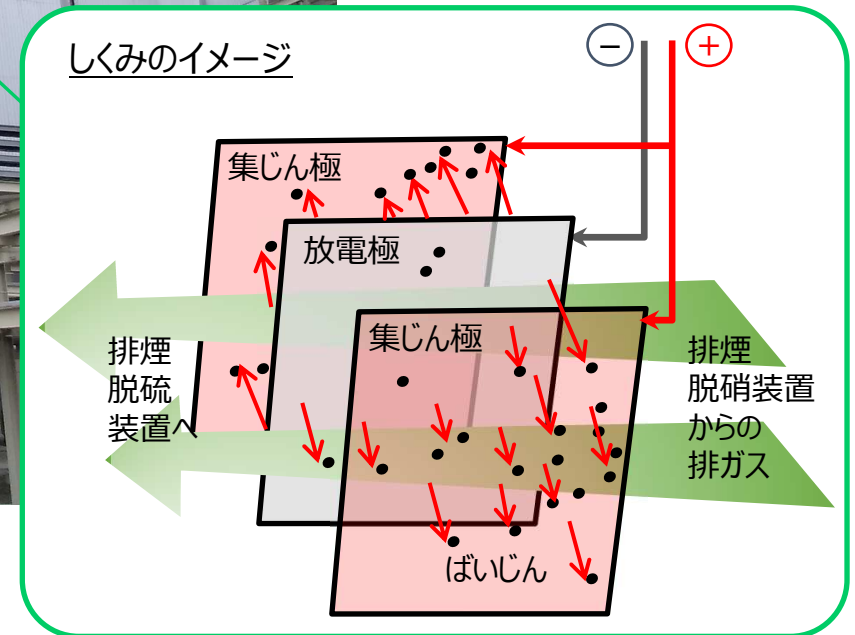 しくみのイメージ
− +
集じん極
放電極
集じん極
排煙
脱硫
装置へ
排煙
脱硝装置
からの
排ガス
ばいじん